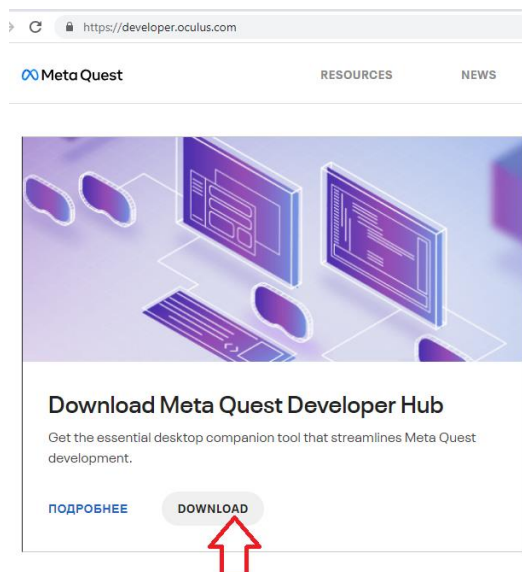 https://developer.oculus.com
Meta Quest RESOURCES NEWS
Download Meta Quest Developer Hub
Get the essential desktop companion tool that streamlines Meta Quest
development.
ПОДРОБНЕЕ DOWNLOAD